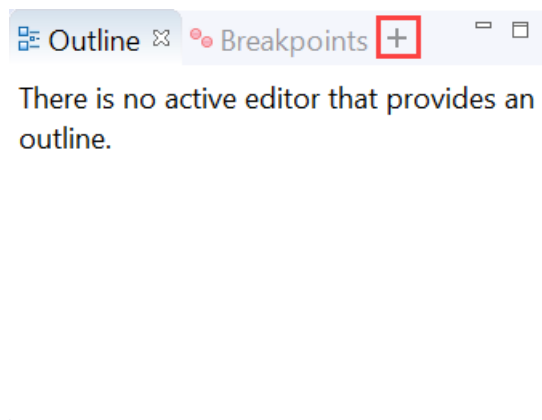 Outline Breakpoints
There is no active editor that provides an
outline.